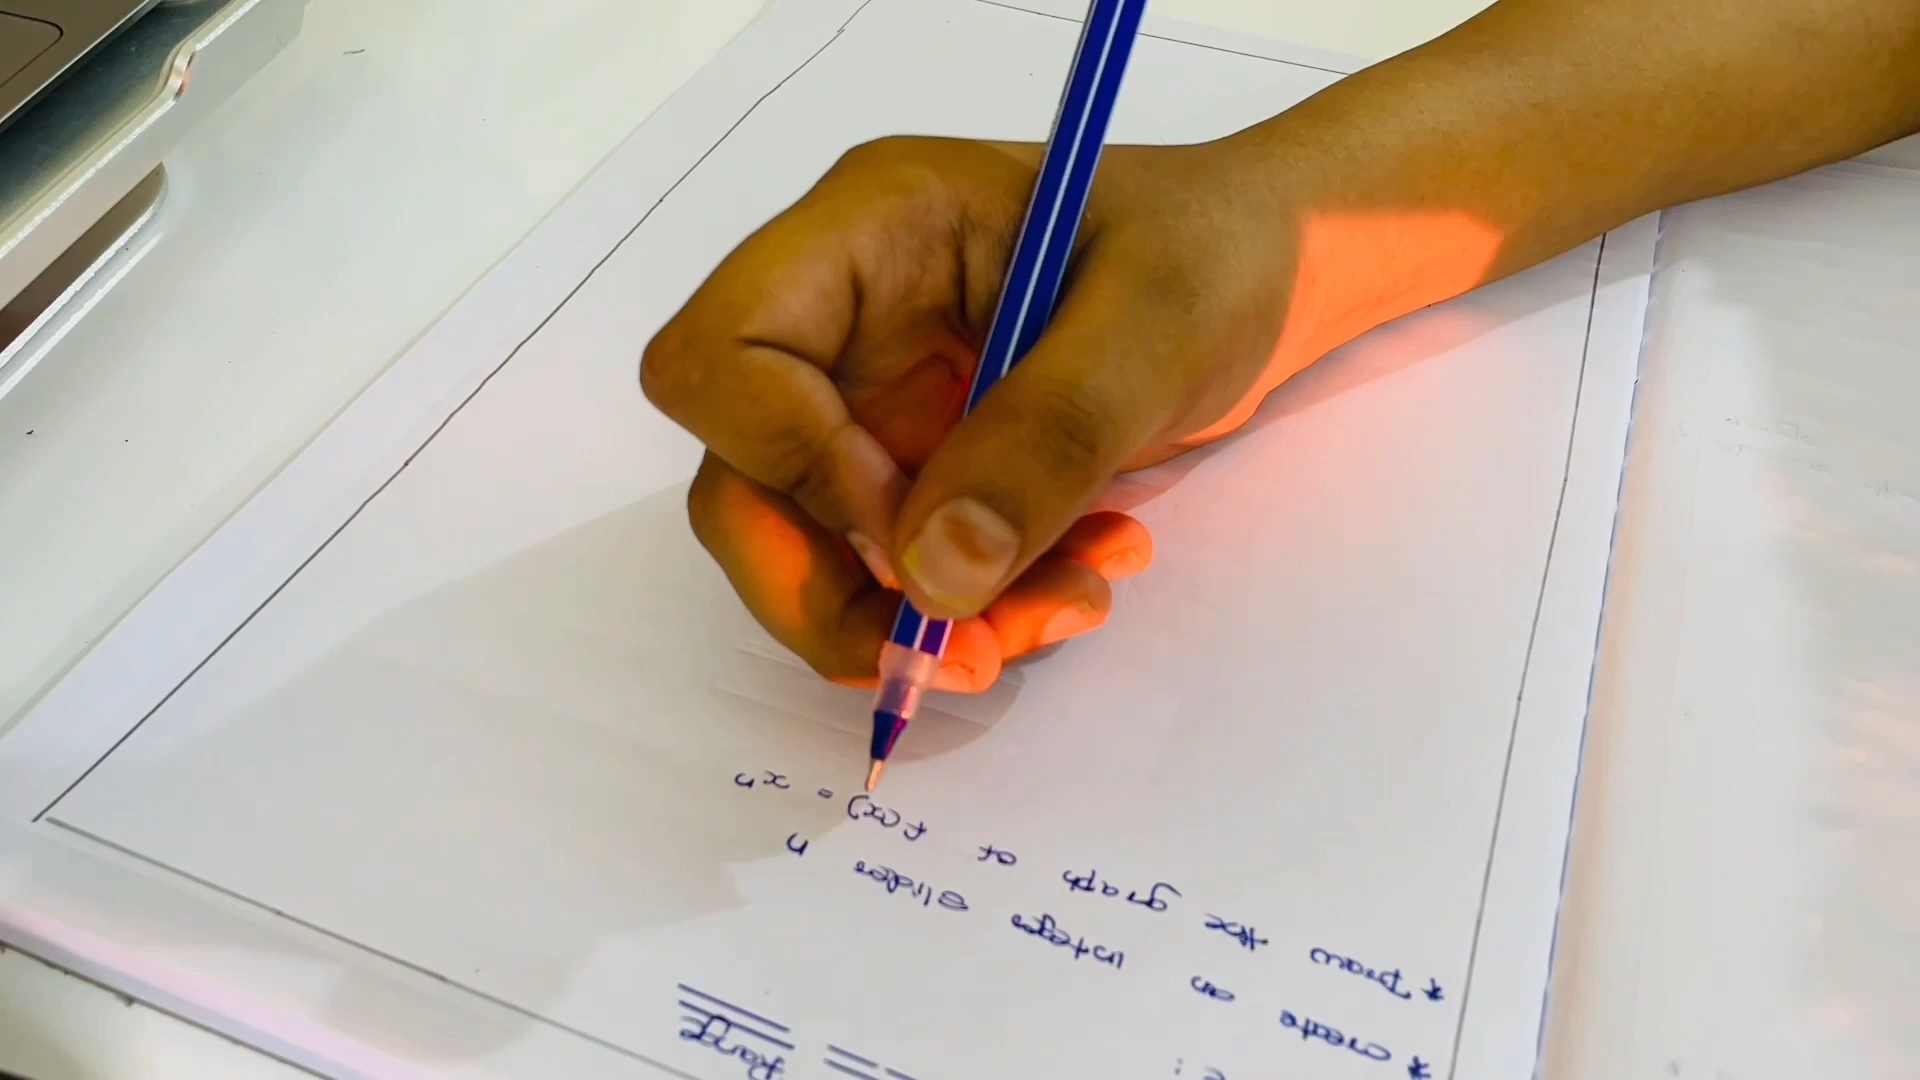 Range
* create an integer slider n
* Draw the graph of f(x) = xⁿ